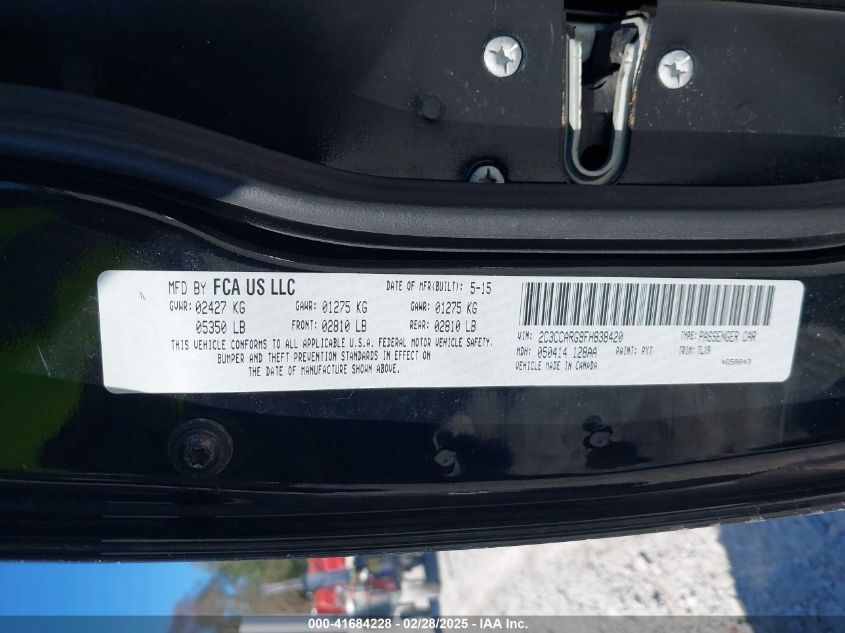 MFD BY FCA US LLC DATE OF MFR(BUILT): 5-15
GVWR: 02427 KG GAWR: 01275 KG GAWR: 01275 KG
05350 LB FRONT: 02810 LB REAR: 02810 LB
THIS VEHICLE CONFORMS TO ALL APPLICABLE U.S.A. FEDERAL MOTOR VEHICLE SAFETY,
BUMPER AND THEFT PREVENTION STANDARDS IN EFFECT ON
THE DATE OF MANUFACTURE SHOWN ABOVE.
VIN: 2C3CCARG9FH838420 TYPE: PASSENGER CAR
MDH: 050414 128AA PAINT: PXT TRIM: TLX9
VEHICLE MADE IN CANADA 4658843
000-41684228 - 02/28/2025 - IAA Inc.